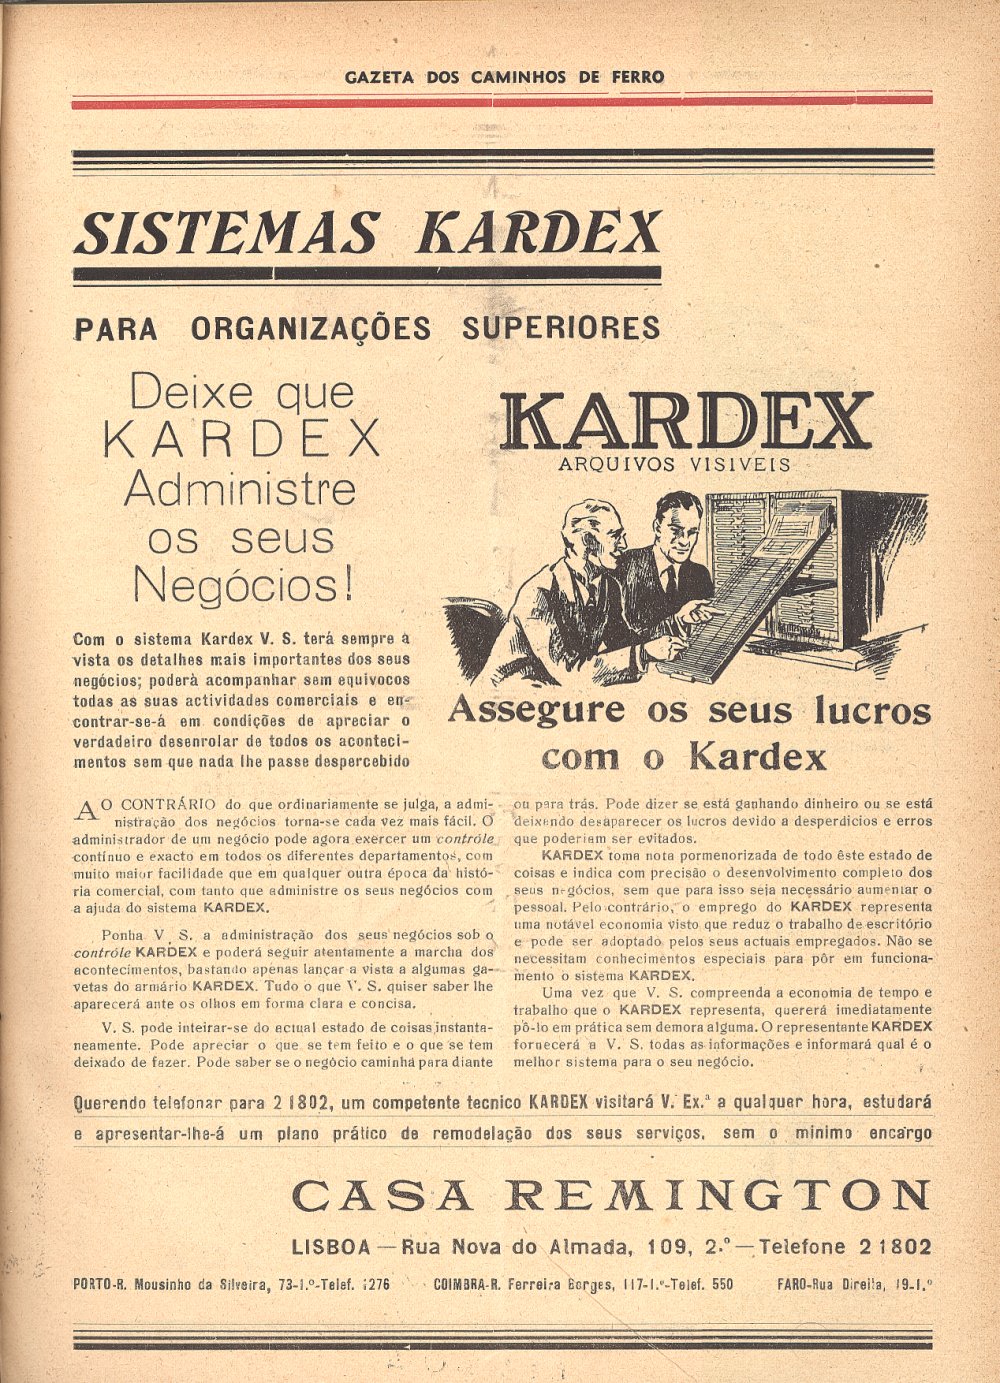 GAZETA DOS CAMINHOS DE FERRO
SISTEMAS KARDEX
PARA ORGANIZAÇÕES SUPERIORES
Deixe que
KARDEX
Administre
os seus
Negócios!
Com o sistema Kardex V. S. terá sempre à
vista os detalhes mais importantes dos seus
negócios; poderá acompanhar sem equivocos
todas as suas actividades comerciais e en-
contrar-se-á em condições de apreciar o
verdadeiro desenrolar de todos os aconteci-
mentos sem que nada lhe passe despercebido
KARDEX
ARQUIVOS VISIVEIS
Assegure os seus lucros
com o Kardex
AO CONTRÁRIO do que ordinariamente se julga, a admi-
nistração dos negócios torna-se cada vez mais fácil. O
administrador de um negócio pode agora exercer um contróle
contínuo e exacto em todos os diferentes departamentos, com
muito maior facilidade que em qualquer outra época da histó-
ria comercial, com tanto que administre os seus negócios com
a ajuda do sistema KARDEX.
Ponha V. S. a administração dos seus negócios sob o
contróle KARDEX e poderá seguir atentamente a marcha dos
acontecimentos, bastando apenas lançar a vista a algumas ga-
vetas do armário KARDEX. Tudo o que V. S. quiser saber lhe
aparecerá ante os olhos em forma clara e concisa.
V. S. pode inteirar-se do actual estado de coisas instanta-
neamente. Pode apreciar o que se tem feito e o que se tem
deixado de fazer. Pode saber se o negócio caminha para diante
ou para trás. Pode dizer se está ganhando dinheiro ou se está
deixando desaparecer os lucros devido a desperdicios e erros
que poderiam ser evitados.
KARDEX toma nota pormenorizada de todo êste estado de
coisas e indica com precisão o desenvolvimento completo dos
seus negócios, sem que para isso seja necessário aumentar o
pessoal. Pelo contrário, o emprego do KARDEX representa
uma notável economia visto que reduz o trabalho de escritório
e pode ser adoptado pelos seus actuais empregados. Não se
necessitam conhecimentos especiais para pôr em funciona-
mento o sistema KARDEX.
Uma vez que V. S. compreenda a economia de tempo e
trabalho que o KARDEX representa, quererá imediatamente
pô-lo em prática sem demora alguma. O representante KARDEX
fornecerá a V. S. todas as informações e informará qual é o
melhor sistema para o seu negócio.
Querendo telefonar para 2 1802, um competente tecnico KARDEX visitará V. Ex.ª a qualquer hora, estudará
e apresentar-lhe-á um plano prático de remodelação dos seus serviços, sem o minimo encargo
CASA REMINGTON
LISBOA — Rua Nova do Almada, 109, 2.º — Telefone 2 1802
PORTO-R. Mousinho da Silveira, 73-1.º-Telef. 1276 COIMBRA-R. Ferreira Borges, 117-1.º-Telef. 550 FARO-Rua Direita, 19-1.º